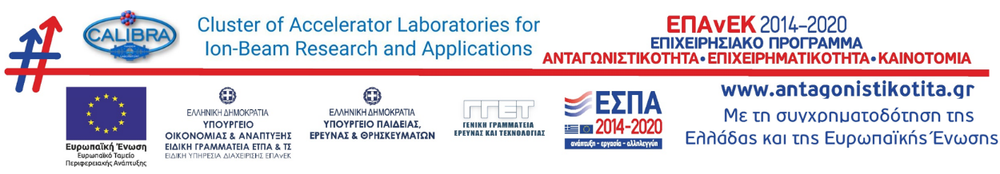 CALIBRA
Cluster of Accelerator Laboratories for
Ion-Beam Research and Applications
ΕΠΑνΕΚ 2014–2020
ΕΠΙΧΕΙΡΗΣΙΑΚΟ ΠΡΟΓΡΑΜΜΑ
ΑΝΤΑΓΩΝΙΣΤΙΚΟΤΗΤΑ • ΕΠΙΧΕΙΡΗΜΑΤΙΚΟΤΗΤΑ • ΚΑΙΝΟΤΟΜΙΑ
Ευρωπαϊκή Ένωση
Ευρωπαϊκό Ταμείο
Περιφερειακής Ανάπτυξης
ΕΛΛΗΝΙΚΗ ΔΗΜΟΚΡΑΤΙΑ
ΥΠΟΥΡΓΕΙΟ
ΟΙΚΟΝΟΜΙΑΣ & ΑΝΑΠΤΥΞΗΣ
ΕΙΔΙΚΗ ΓΡΑΜΜΑΤΕΙΑ ΕΤΠΑ & ΤΣ
ΕΙΔΙΚΗ ΥΠΗΡΕΣΙΑ ΔΙΑΧΕΙΡΙΣΗΣ ΕΠΑνΕΚ
ΕΛΛΗΝΙΚΗ ΔΗΜΟΚΡΑΤΙΑ
ΥΠΟΥΡΓΕΙΟ ΠΑΙΔΕΙΑΣ,
ΕΡΕΥΝΑΣ & ΘΡΗΣΚΕΥΜΑΤΩΝ
ΓΓΕΤ
ΓΕΝΙΚΗ ΓΡΑΜΜΑΤΕΙΑ
ΕΡΕΥΝΑΣ ΚΑΙ ΤΕΧΝΟΛΟΓΙΑΣ
ΕΣΠΑ
2014-2020
ανάπτυξη - εργασία - αλληλεγγύη
www.antagonistikotita.gr
Με τη συγχρηματοδότηση της
Ελλάδας και της Ευρωπαϊκής Ένωσης